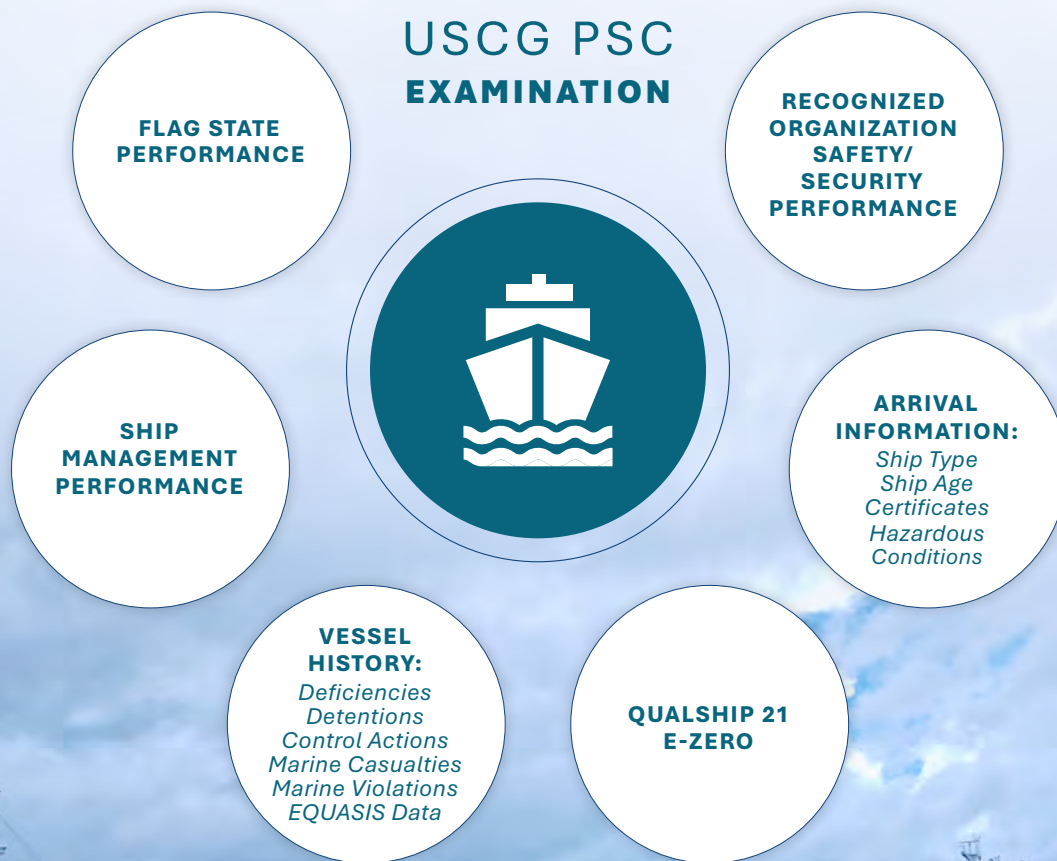 USCG PSC
EXAMINATION
FLAG STATE
PERFORMANCE
RECOGNIZED
ORGANIZATION
SAFETY/
SECURITY
PERFORMANCE
SHIP
MANAGEMENT
PERFORMANCE
ARRIVAL
INFORMATION:
Ship Type
Ship Age
Certificates
Hazardous
Conditions
VESSEL
HISTORY:
Deficiencies
Detentions
Control Actions
Marine Casualties
Marine Violations
EQUASIS Data
QUALSHIP 21
E-ZERO